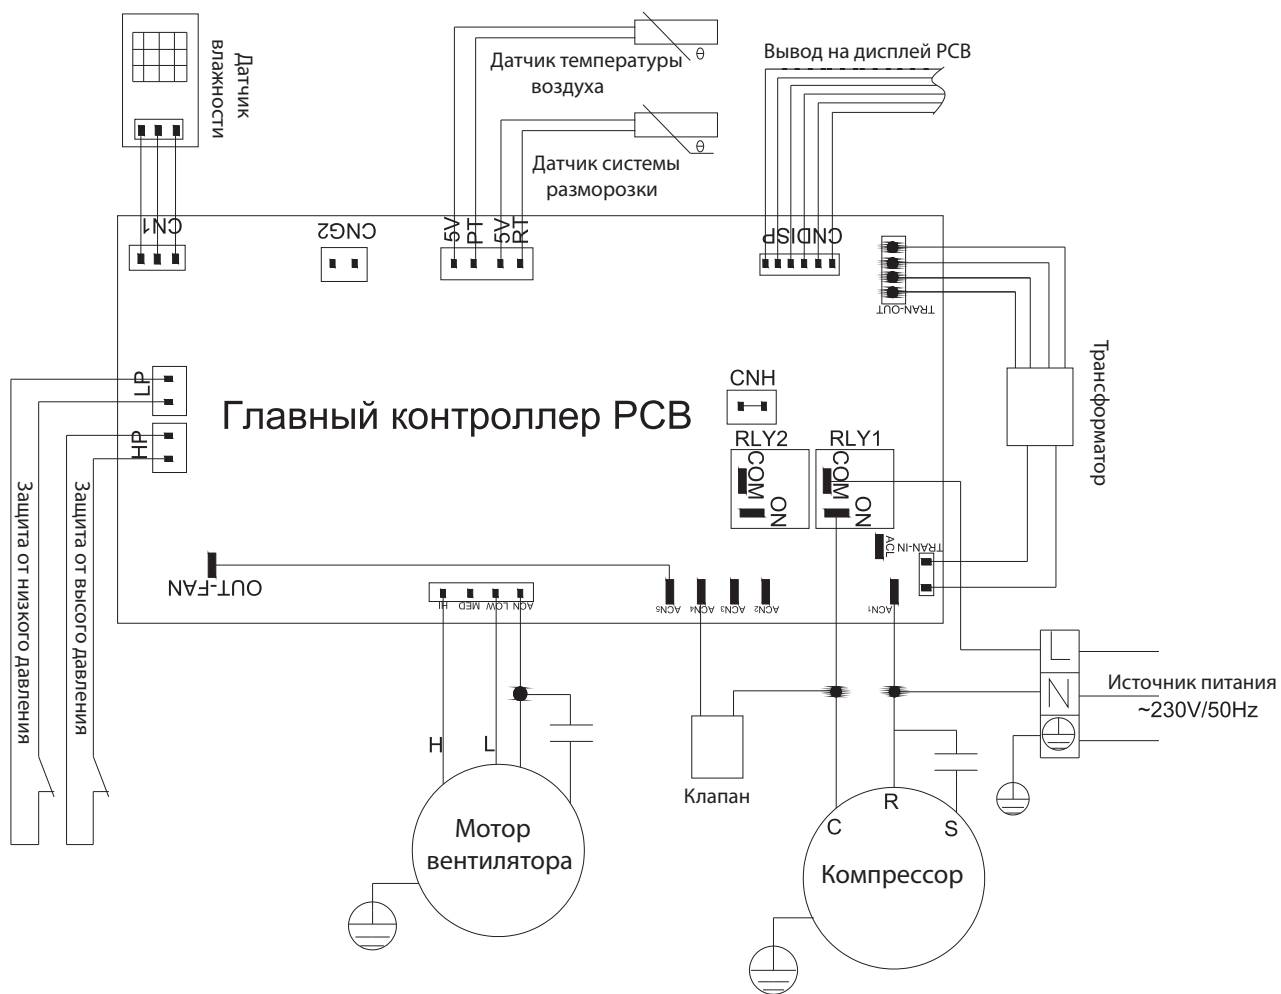 Датчик
влажности
Датчик температуры
воздуха
Вывод на дисплей PCB
Датчик системы
разморозки
CN1
CNG2
5V
PT
5V
RT
CNDISP
TRAN-OUT
Трансформатор
LP
HP
CNH
Главный контроллер PCB
RLY2
RLY1
COM
ON
COM
ON
ACL
TRAN-IN
Защита от низкого давления
Защита от высого давления
OUT-FAN
HI
MED
LOW
ACN
ACN5
ACN4
ACN3
ACN2
ACN1
L
N
Источник питания
~230V/50Hz
H
L
Клапан
Мотор
вентилятора
C
R
S
Компрессор
θ
θ